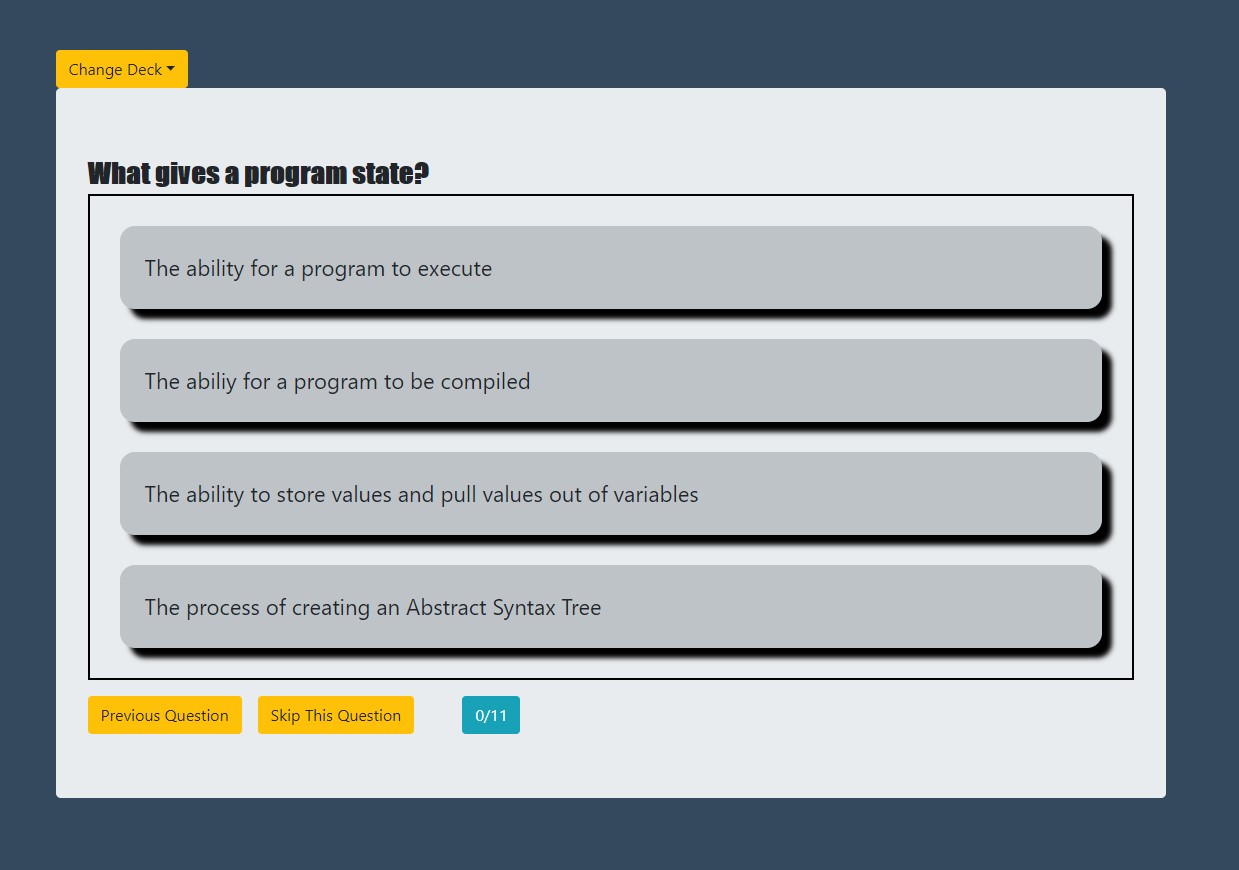 Change Deck
What gives a program state?
The ability for a program to execute
The abiliy for a program to be compiled
The ability to store values and pull values out of variables
The process of creating an Abstract Syntax Tree
Previous Question Skip This Question 0/11